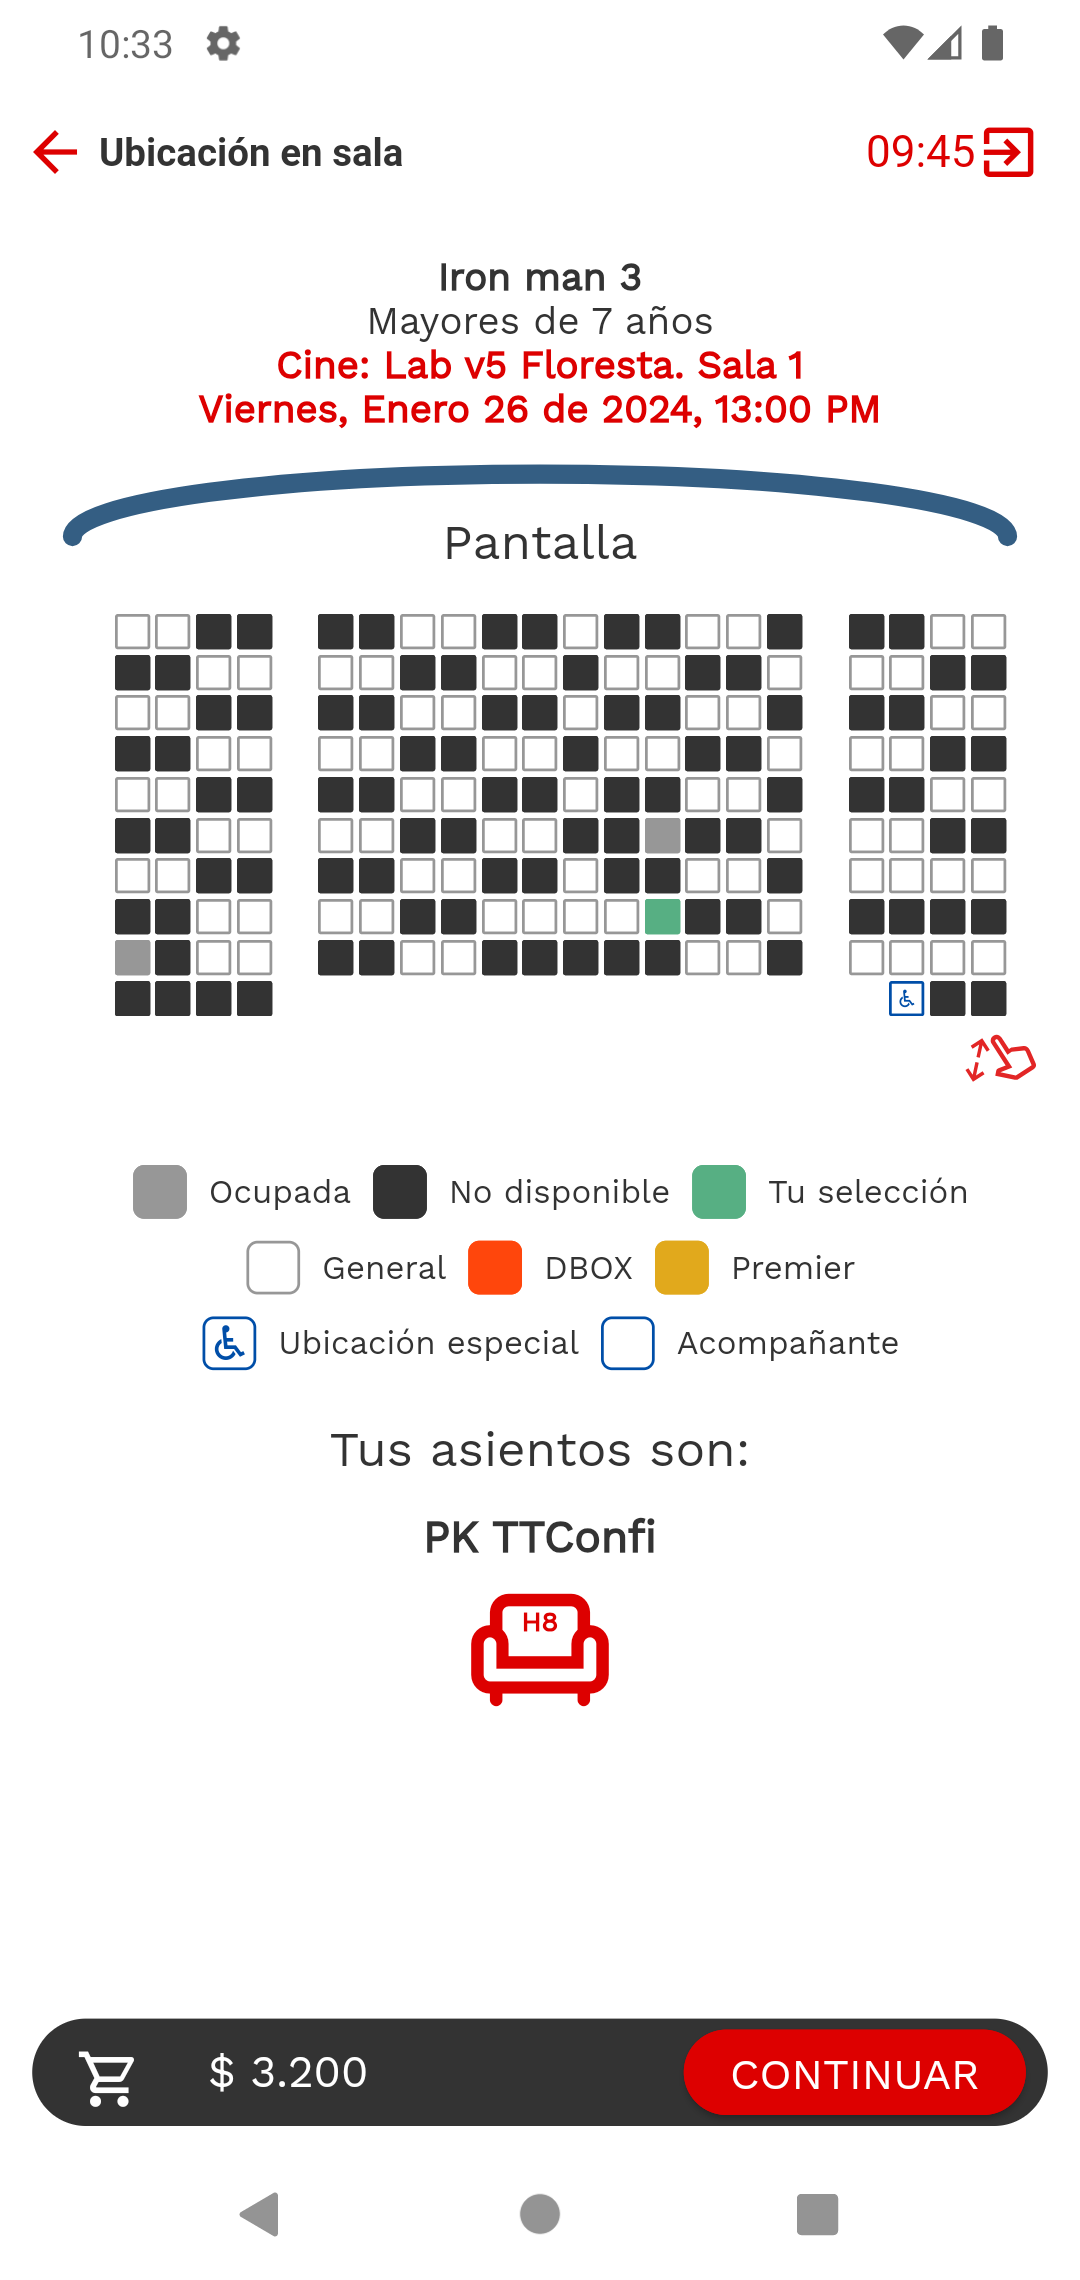 10:33
Ubicación en sala
09:45
Iron man 3
Mayores de 7 años
Cine: Lab v5 Floresta. Sala 1
Viernes, Enero 26 de 2024, 13:00 PM
Pantalla
Ocupada No disponible Tu selección
General DBOX Premier
Ubicación especial Acompañante
Tus asientos son:
PK TTConfi
H8
$ 3.200
CONTINUAR